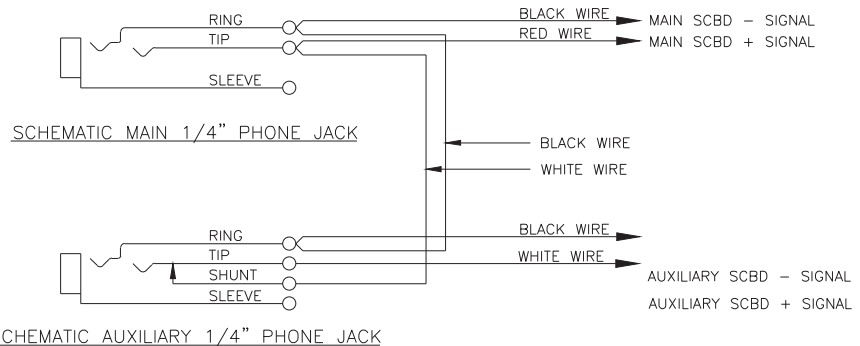 RING
BLACK WIRE
MAIN SCBD - SIGNAL
TIP
RED WIRE
MAIN SCBD + SIGNAL
SLEEVE
SCHEMATIC MAIN 1/4" PHONE JACK
BLACK WIRE
WHITE WIRE
RING
BLACK WIRE
TIP
WHITE WIRE
SHUNT
AUXILIARY SCBD - SIGNAL
SLEEVE
AUXILIARY SCBD + SIGNAL
CHEMATIC AUXILIARY 1/4" PHONE JACK